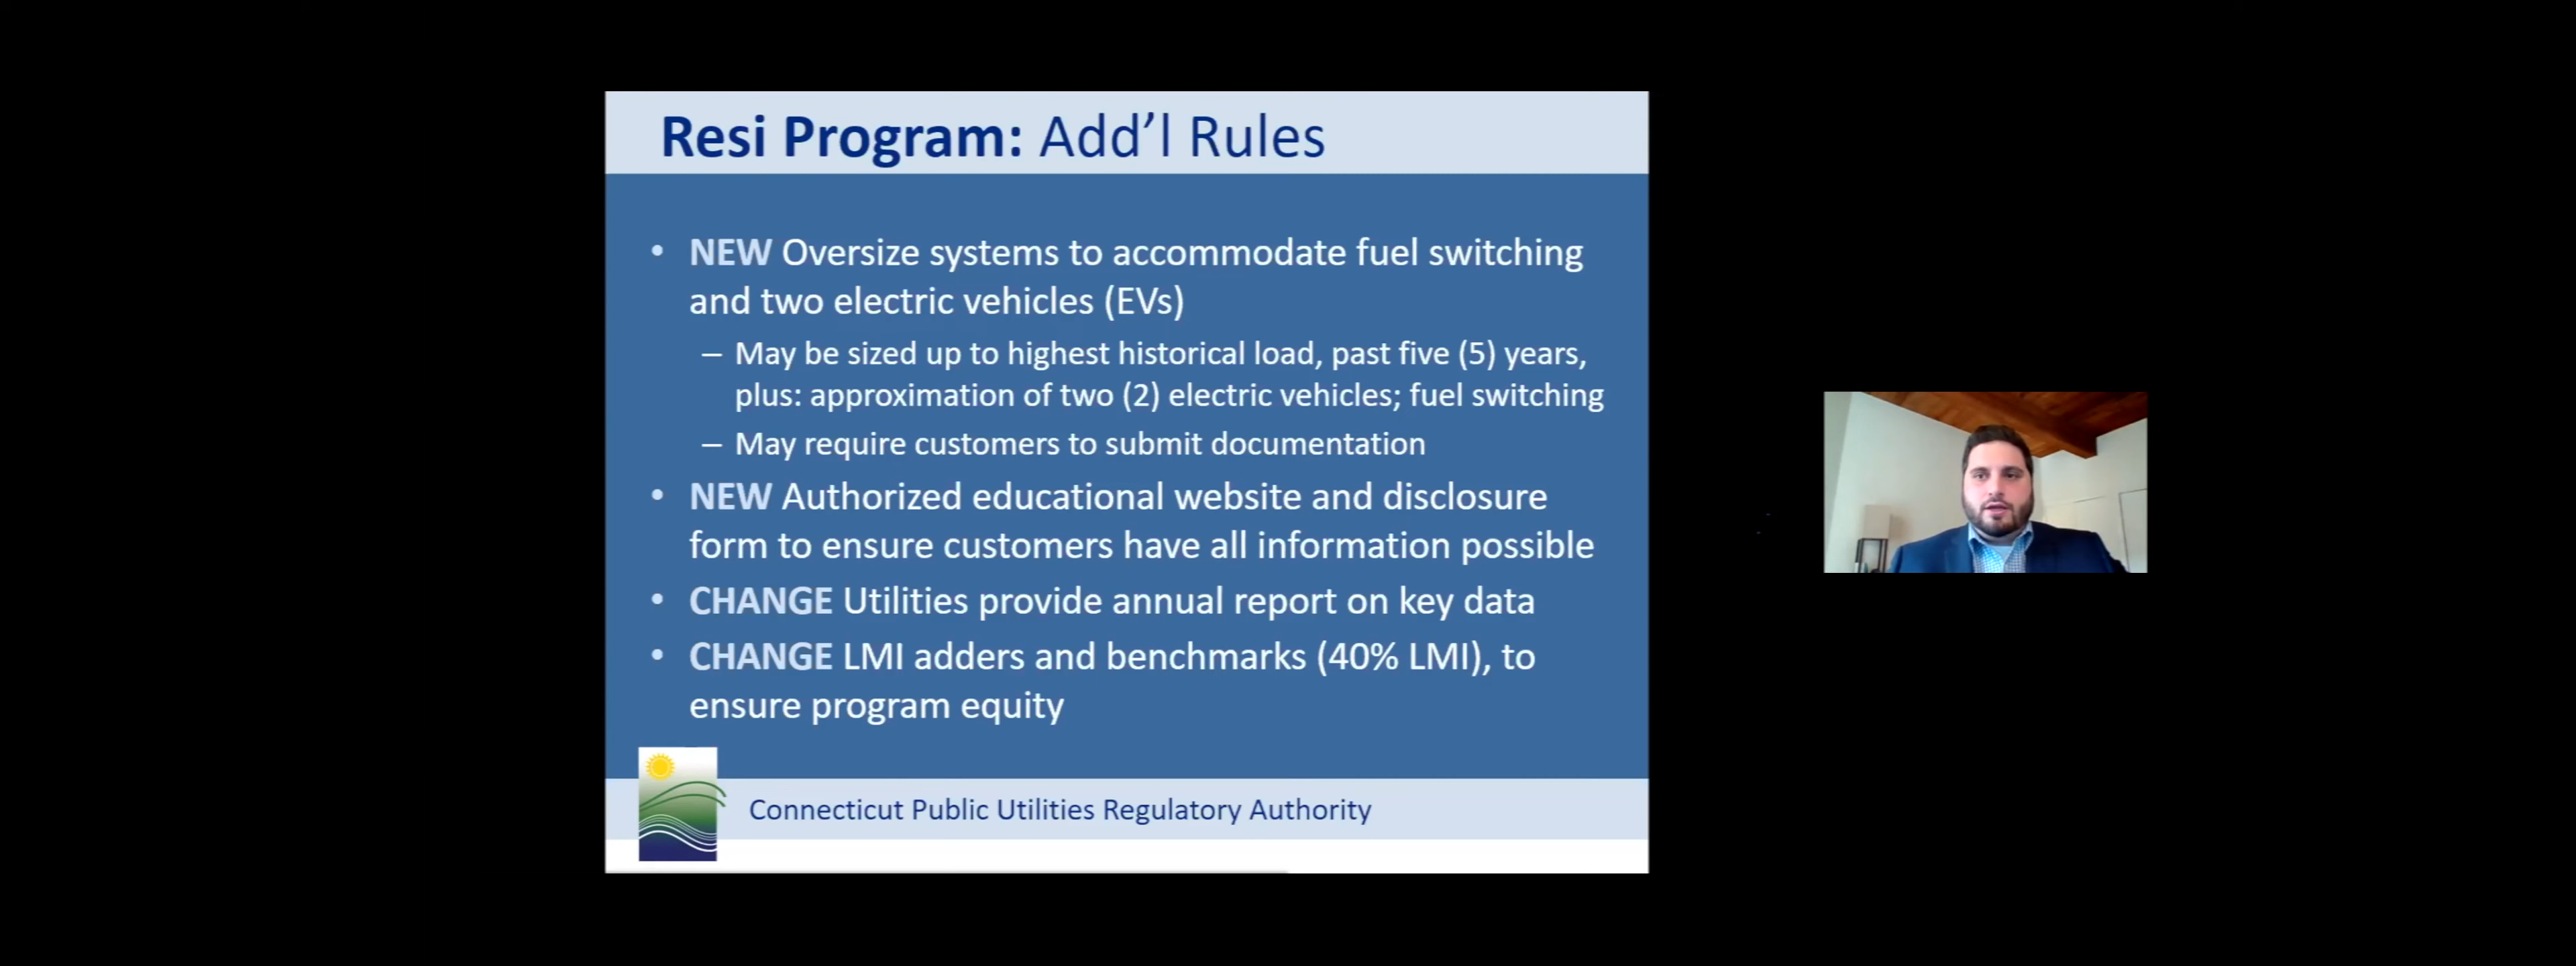 Resi Program: Add'l Rules
• NEW Oversize systems to accommodate fuel switching
and two electric vehicles (EVs)
– May be sized up to highest historical load, past five (5) years,
plus: approximation of two (2) electric vehicles; fuel switching
– May require customers to submit documentation
• NEW Authorized educational website and disclosure
form to ensure customers have all information possible
• CHANGE Utilities provide annual report on key data
• CHANGE LMI adders and benchmarks (40% LMI), to
ensure program equity
Connecticut Public Utilities Regulatory Authority